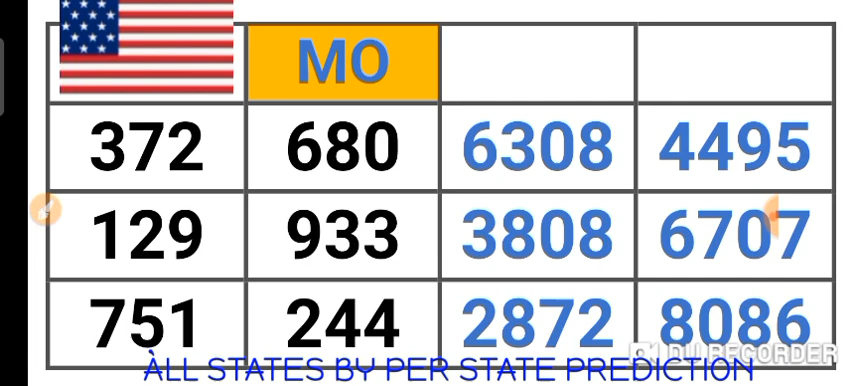 MO
372 680 6308 4495
129 933 3808 6707
751 244 2872 8086
DU RECORDER
ÀLL STATES BY PER STATE PREDICTION